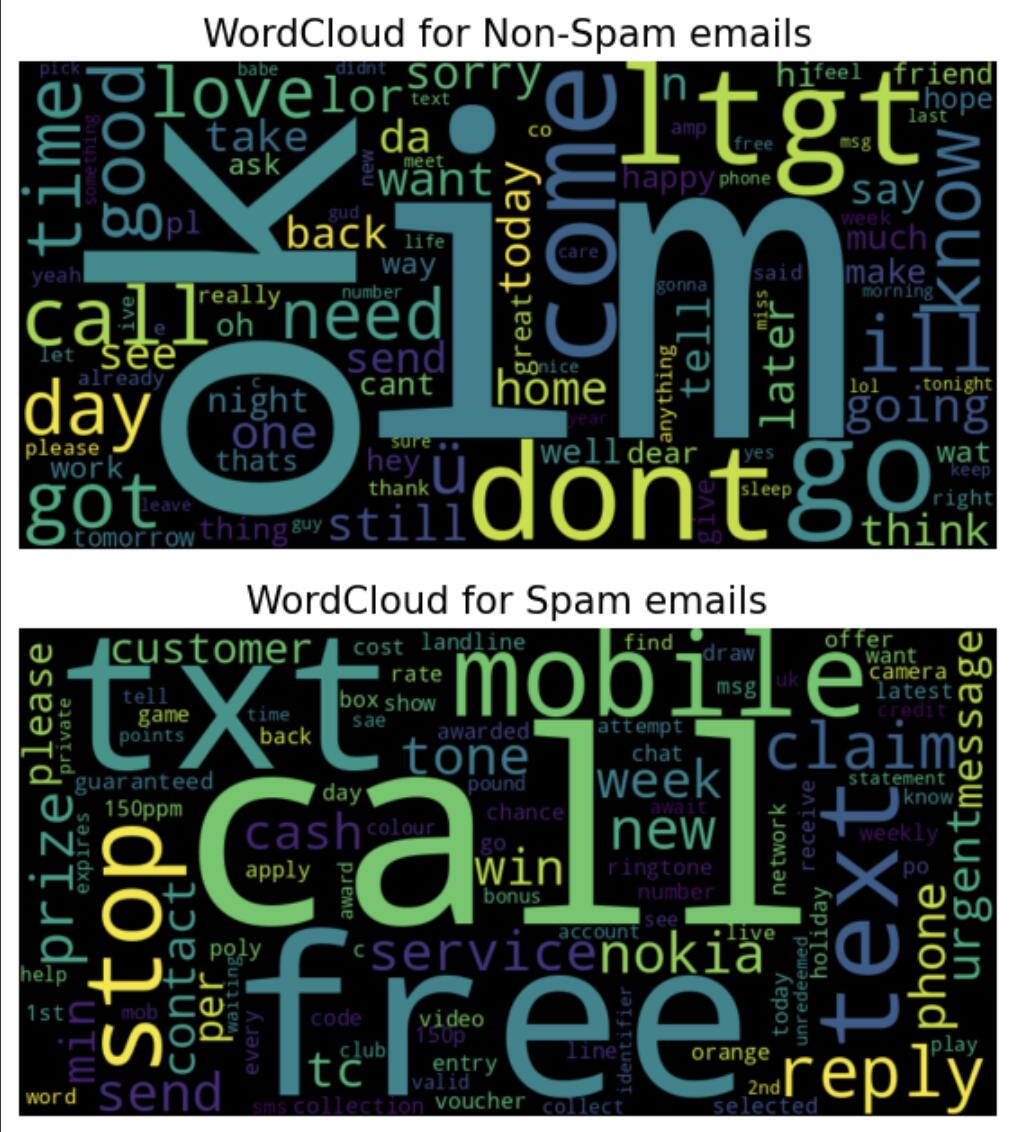 WordCloud for Non-Spam emails
pick
babe
didnt
sorry
hi
feel
friend
love
lor
text
n
ltgt
hope
last
time
something
good
take
ask
da
co
come
amp
free
msg
know
new
meet
want
today
happy
phone
say
week
much
pl
gud
back
life
way
care
said
make
morning
yeah
ok
im
gonna
call
ive
e
really
oh
number
need
great
tell
miss
later
ill
let
see
already
send
cant
nice
home
anything
lol
tonight
going
day
c
night
one
thats
year
please
work
sure
hey
ü
well
dear
yes
go
wat
keep
thank
dont
sleep
right
got
leave
tomorrow
thing
guy
still
give
think
WordCloud for Spam emails
please
private
customer
cost
landline
find
offer
message
txt
mobile
draw
want
camera
tell
game
points
time
back
box
show
rate
msg
uk
latest
credit
sae
awarded
attempt
tone
chat
claim
guaranteed
pound
week
statement
know
150ppm
day
call
chance
await
new
network
receive
weekly
urgent
prize
expires
stop
cash
colour
go
apply
award
win
bonus
ringtone
number
text
po
contact
see
account
live
holiday
phone
poly
c
service
nokia
help
per
waiting
free
today
unredeemed
1st
mob
min
every
code
video
150p
identifier
club
tc
entry
line
orange
play
valid
2nd
reply
word
send
sms
collection
voucher
collect
selected